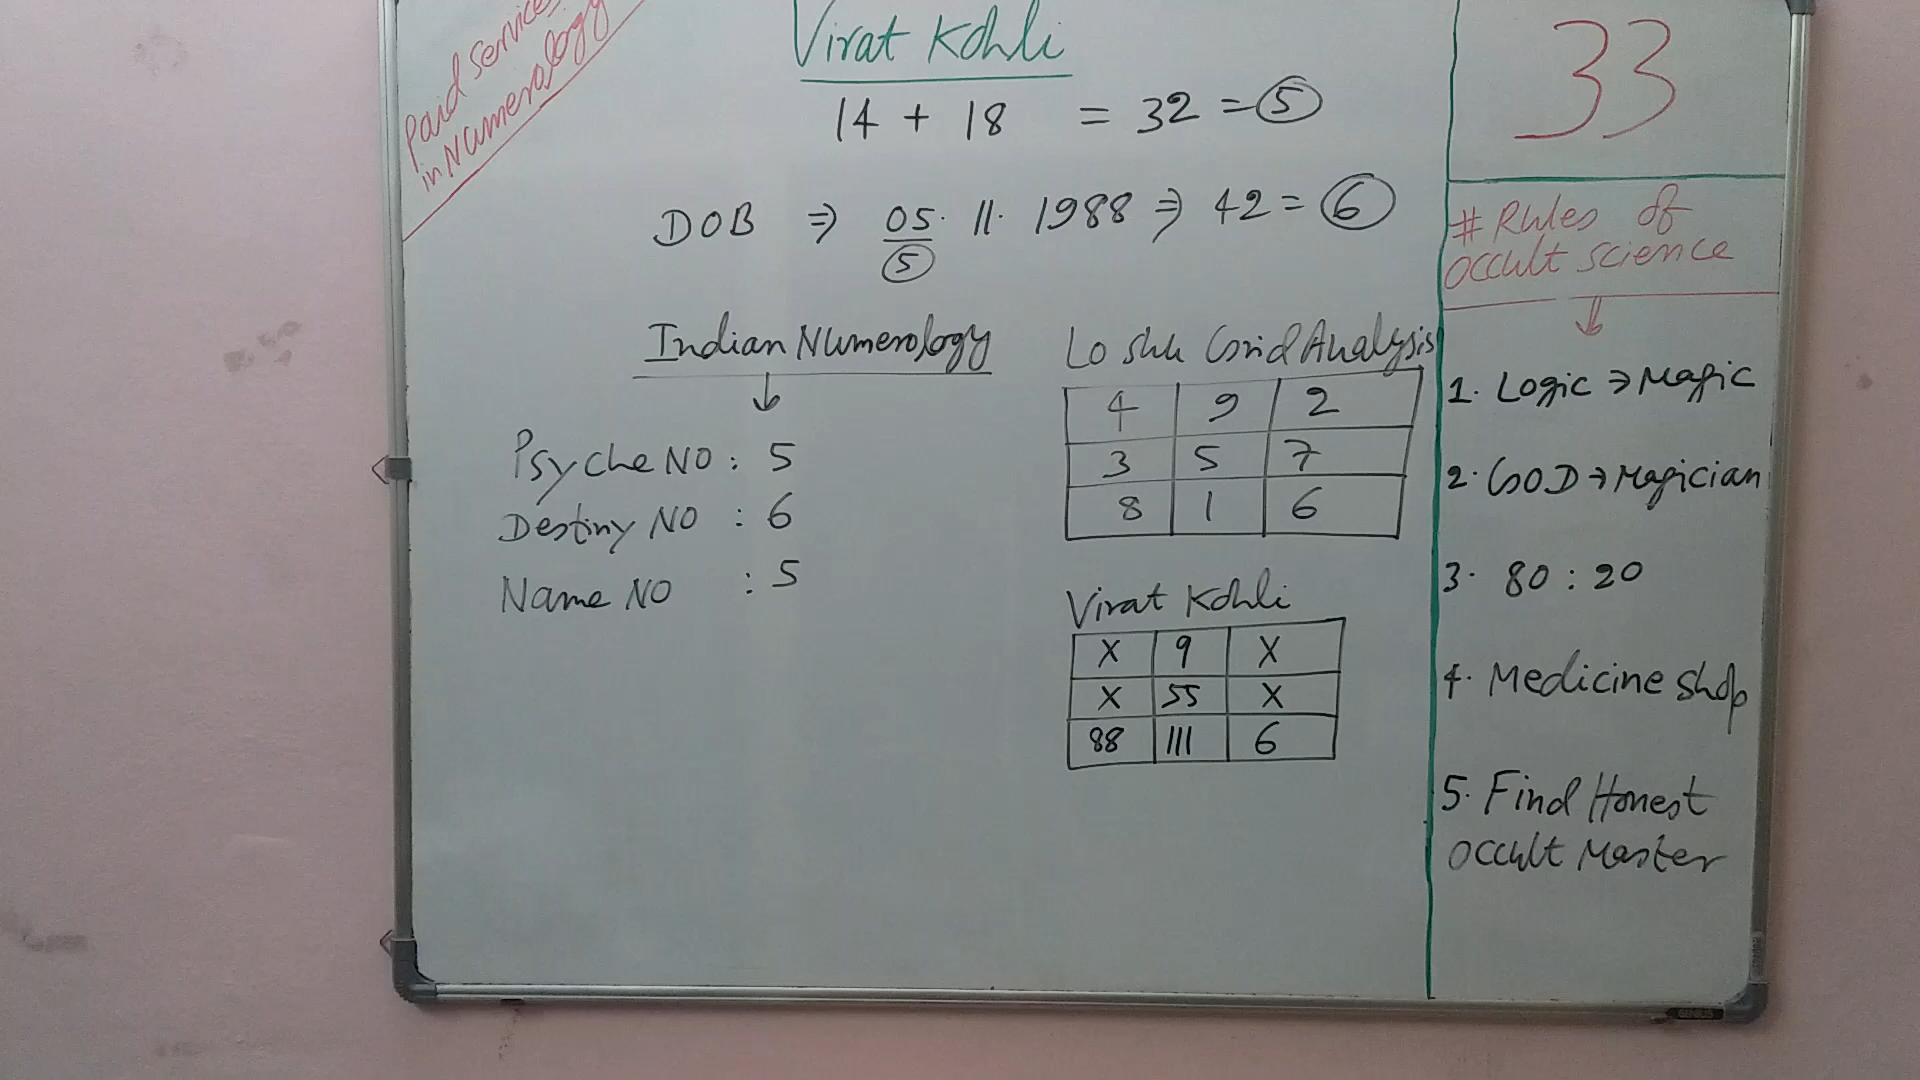 Paid Services
in Numerology
Virat Kohli
14 + 18 = 32 = 5
DOB ⇒ 05. 11. 1988 ⇒ 42 = 6
5
Indian Numerology
↓
Psyche NO : 5
Destiny NO : 6
Name NO : 5
Lo Shu Grid Analysis
4 9 2
3 5 7
8 1 6
Virat Kohli
X 9 X
X 55 X
88 111 6
33
# Rules of
occult science
↓
1. Logic → Magic
2. GOD → Magician
3. 80 : 20
4. Medicine shop
5. Find Honest
occult Master